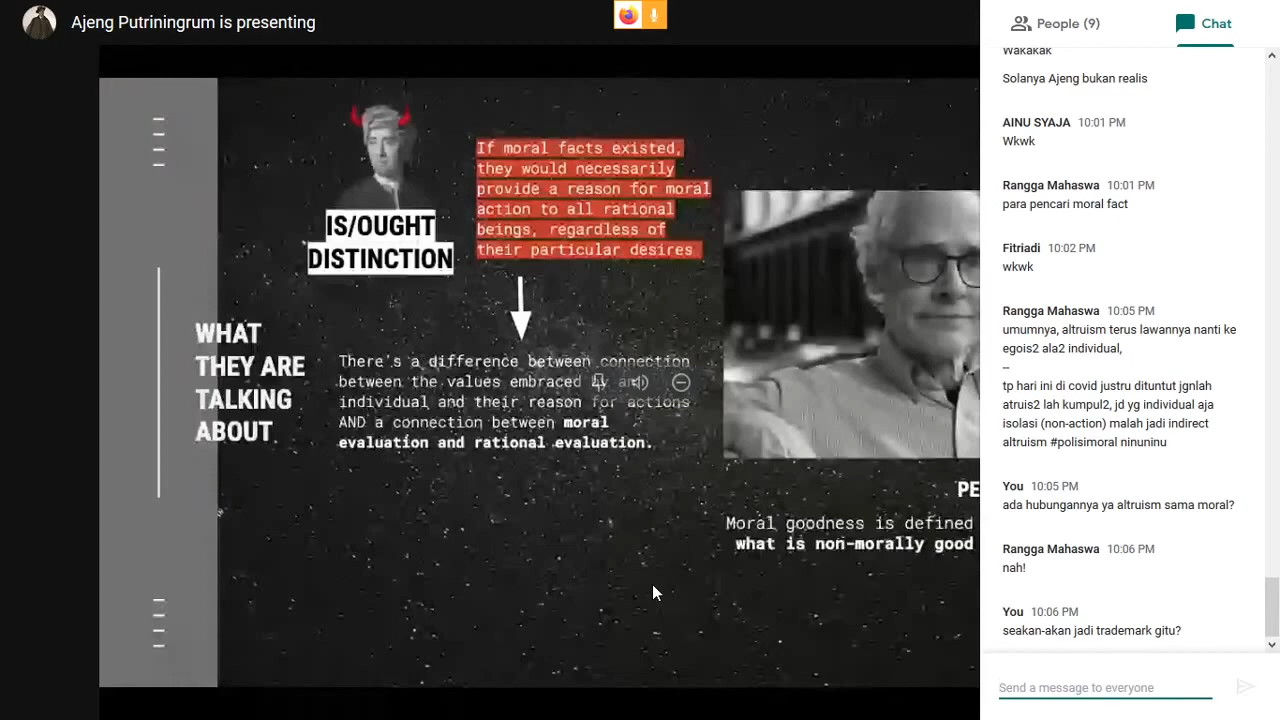 Ajeng Putriningrum is presenting
People (9)
Chat
IS/OUGHT
DISTINCTION
If moral facts existed,
they would necessarily
provide a reason for moral
action to all rational
beings, regardless of
their particular desires
WHAT
THEY ARE
TALKING
ABOUT
There's a difference between connection
between the values embraced by an
individual and their reason for actions
AND a connection between moral
evaluation and rational evaluation.
PE
Moral goodness is defined
what is non-morally good
Wakakak
Solanya Ajeng bukan realis
AINU SYAJA 10:01 PM
Wkwk
Rangga Mahaswa 10:01 PM
para pencari moral fact
Fitriadi 10:02 PM
wkwk
Rangga Mahaswa 10:05 PM
umumnya, altruism terus lawannya nanti ke
egois2 ala2 individual,
--
tp hari ini di covid justru dituntut jgnlah
atruis2 lah kumpul2, jd yg individual aja
isolasi (non-action) malah jadi indirect
altruism #polisimoral ninuninu
You 10:05 PM
ada hubungannya ya altruism sama moral?
Rangga Mahaswa 10:06 PM
nah!
You 10:06 PM
seakan-akan jadi trademark gitu?
Send a message to everyone